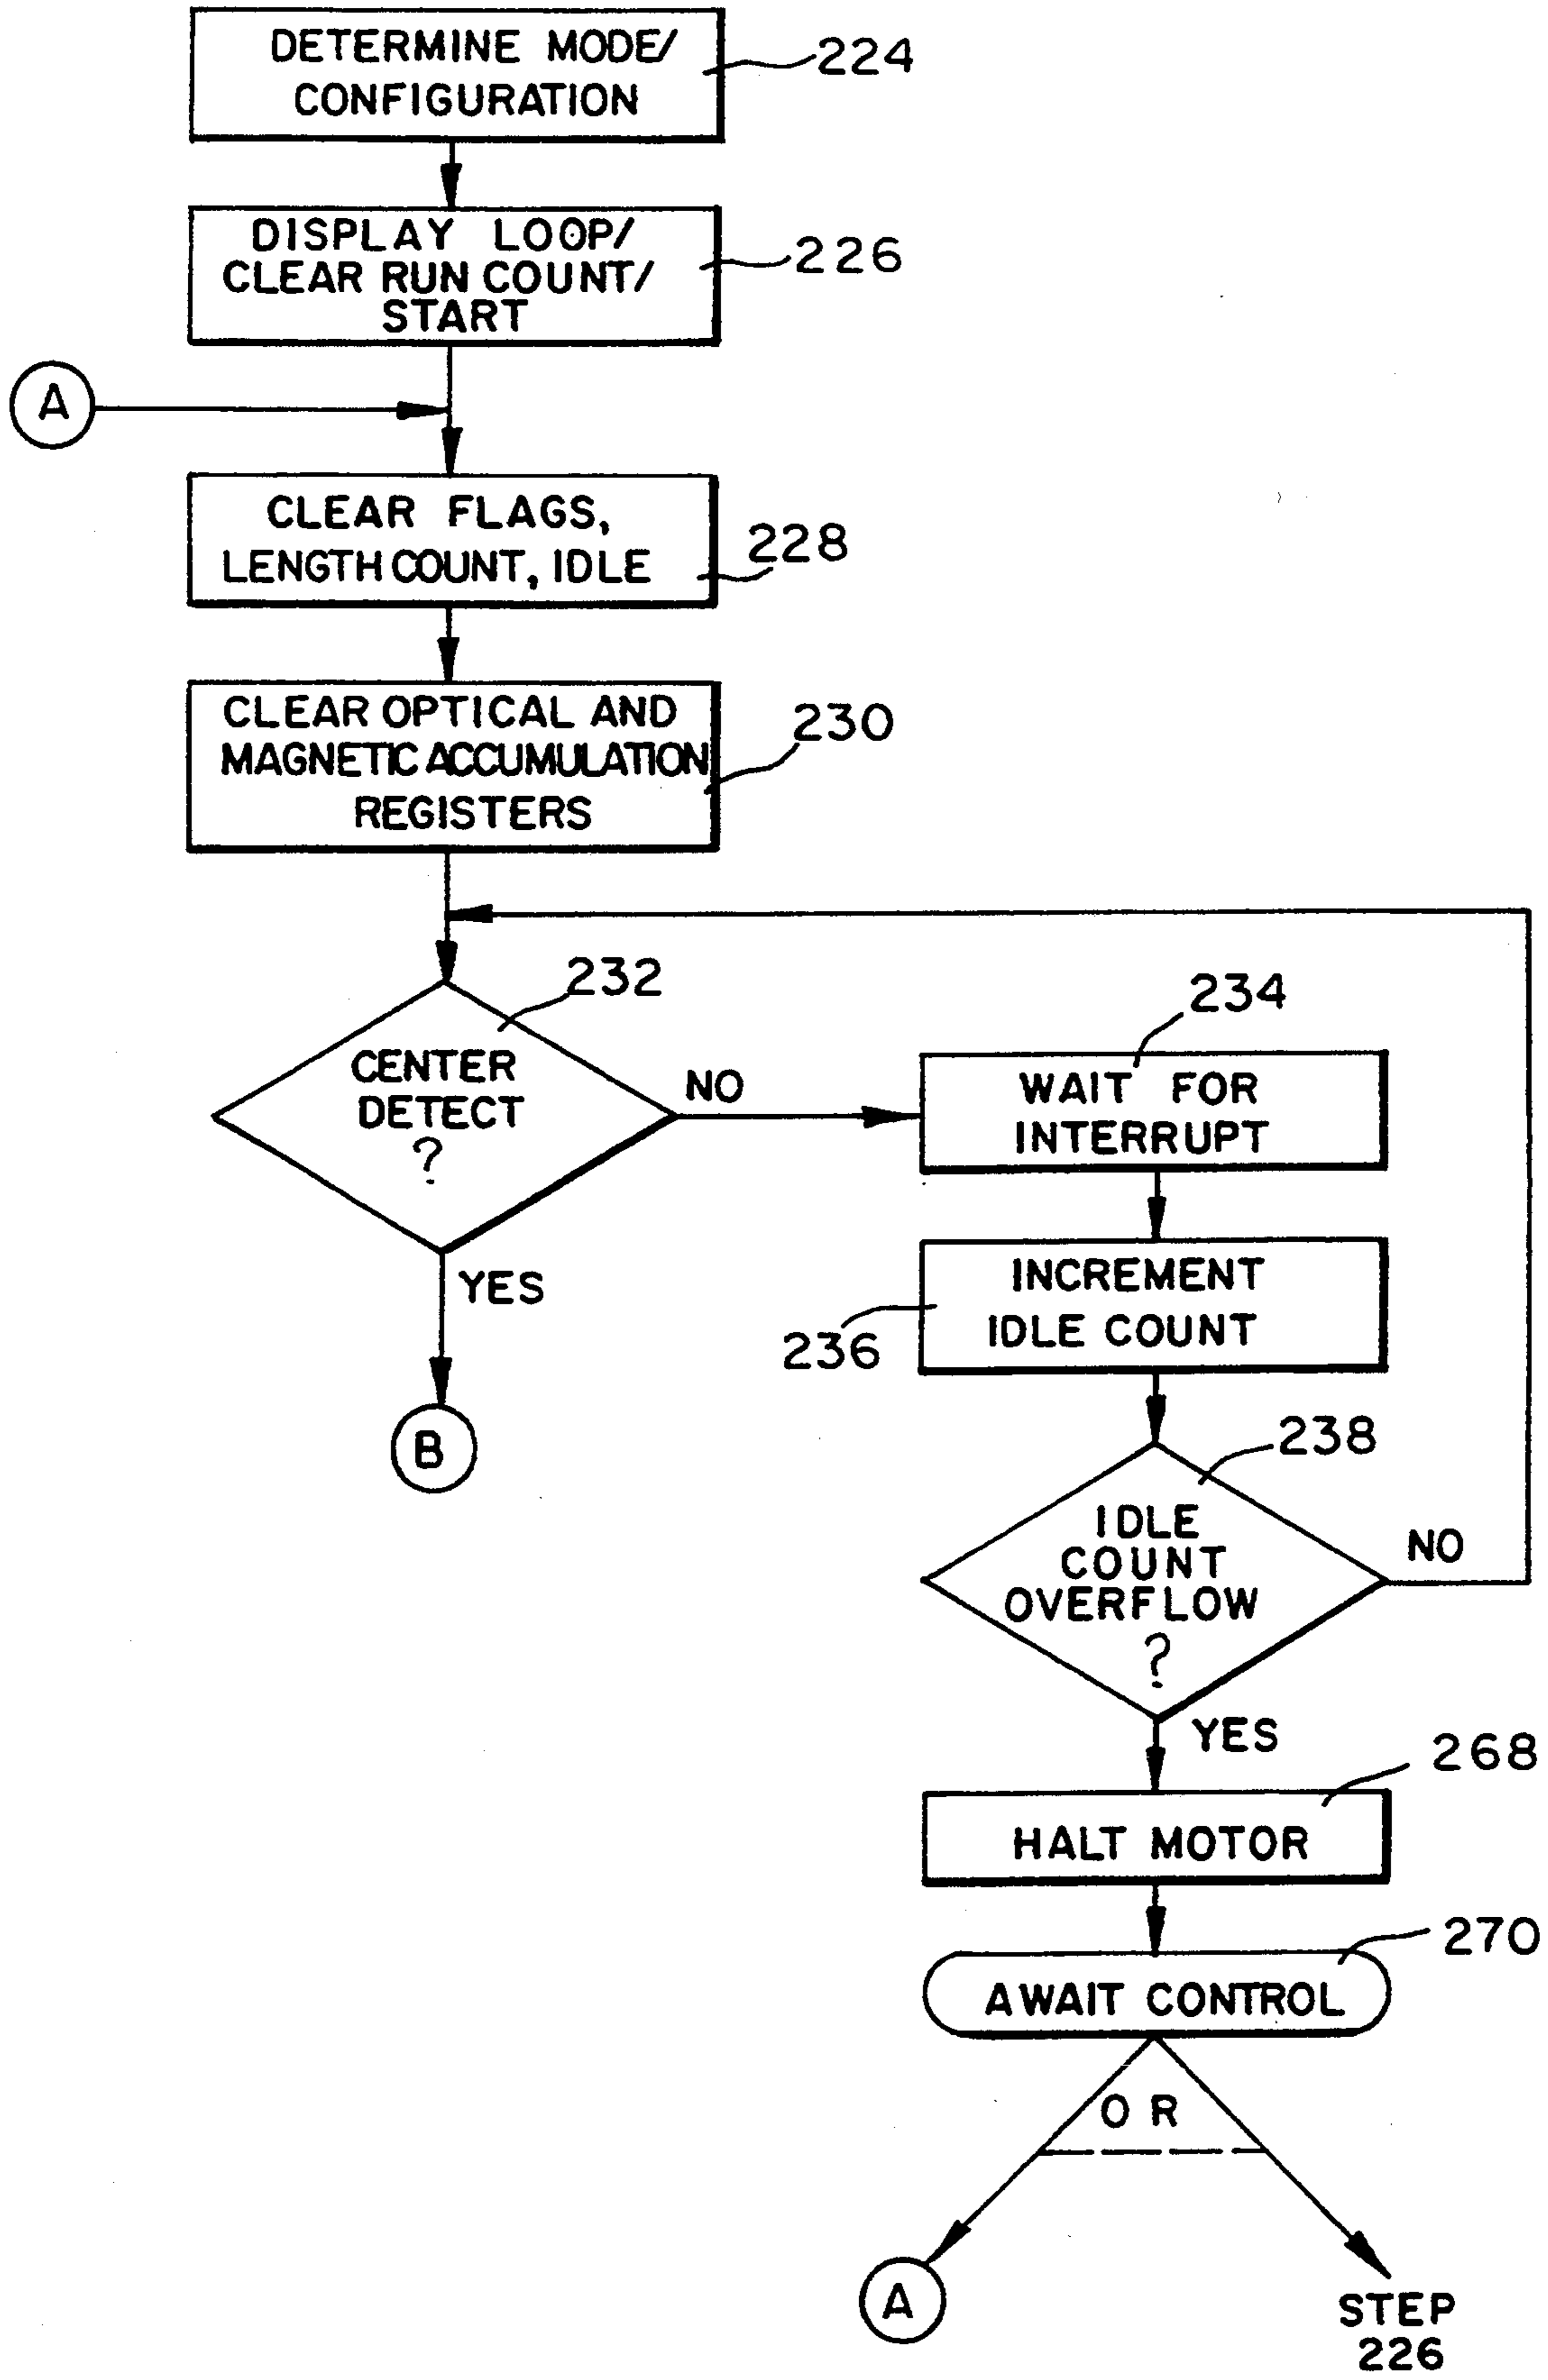 DETERMINE MODE/
CONFIGURATION
224
DISPLAY LOOP/
CLEAR RUN COUNT/
START
226
A
CLEAR FLAGS,
LENGTH COUNT, IDLE
228
CLEAR OPTICAL AND
MAGNETIC ACCUMULATION
REGISTERS
230
CENTER
DETECT
?
232
NO
YES
B
WAIT FOR
INTERRUPT
234
INCREMENT
IDLE COUNT
236
IDLE
COUNT
OVERFLOW
?
238
NO
YES
HALT MOTOR
268
AWAIT CONTROL
270
OR
A
STEP
226